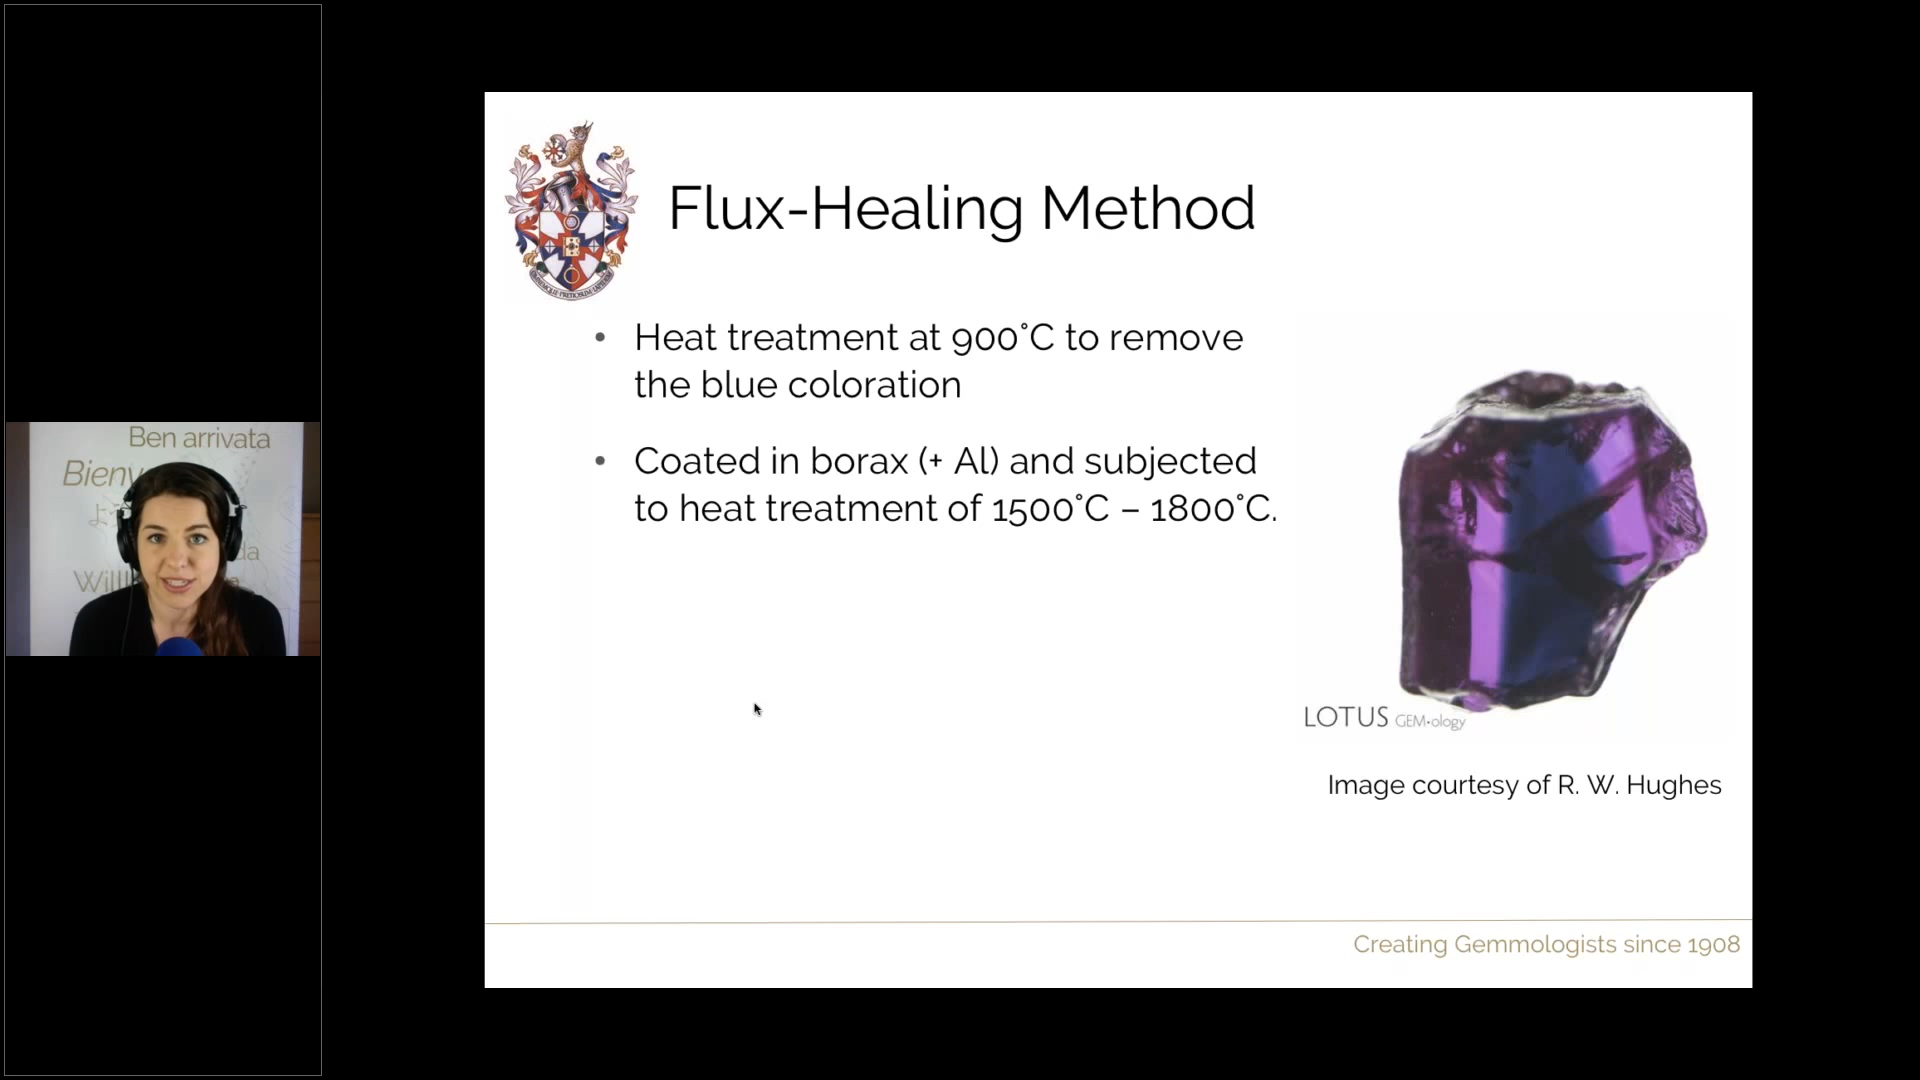 Ben arrivata
Flux-Healing Method
• Heat treatment at 900°C to remove
the blue coloration
• Coated in borax (+ Al) and subjected
to heat treatment of 1500°C – 1800°C.
LOTUS GEM•ology
Image courtesy of R. W. Hughes
Creating Gemmologists since 1908